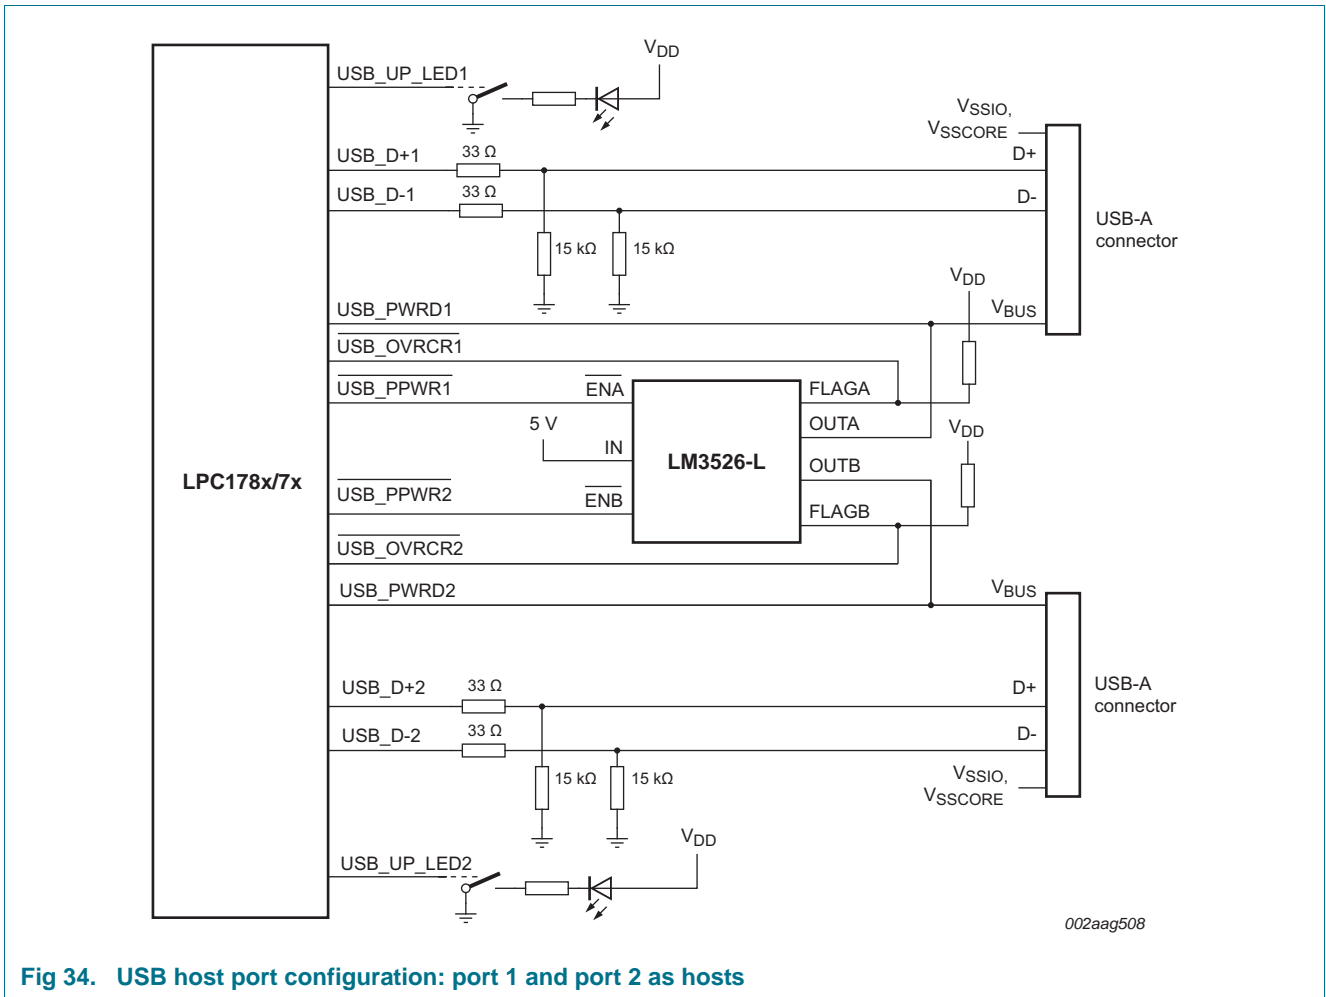 USB_UP_LED1
VDD
VSSIO,
VSSCORE
USB_D+1
33 Ω
D+
USB_D-1
33 Ω
D-
USB-A
connector
15 kΩ
15 kΩ
VDD
USB_PWRD1
VBUS
USB_OVRCR1
USB_PPWR1
ENA
FLAGA
5 V
OUTA
VDD
IN
LM3526-L
LPC178x/7x
OUTB
USB_PPWR2
ENB
FLAGB
USB_OVRCR2
USB_PWRD2
VBUS
USB_D+2
33 Ω
D+
USB-A
connector
USB_D-2
33 Ω
D-
15 kΩ
15 kΩ
VSSIO,
VSSCORE
VDD
USB_UP_LED2
002aag508
Fig 34. USB host port configuration: port 1 and port 2 as hosts